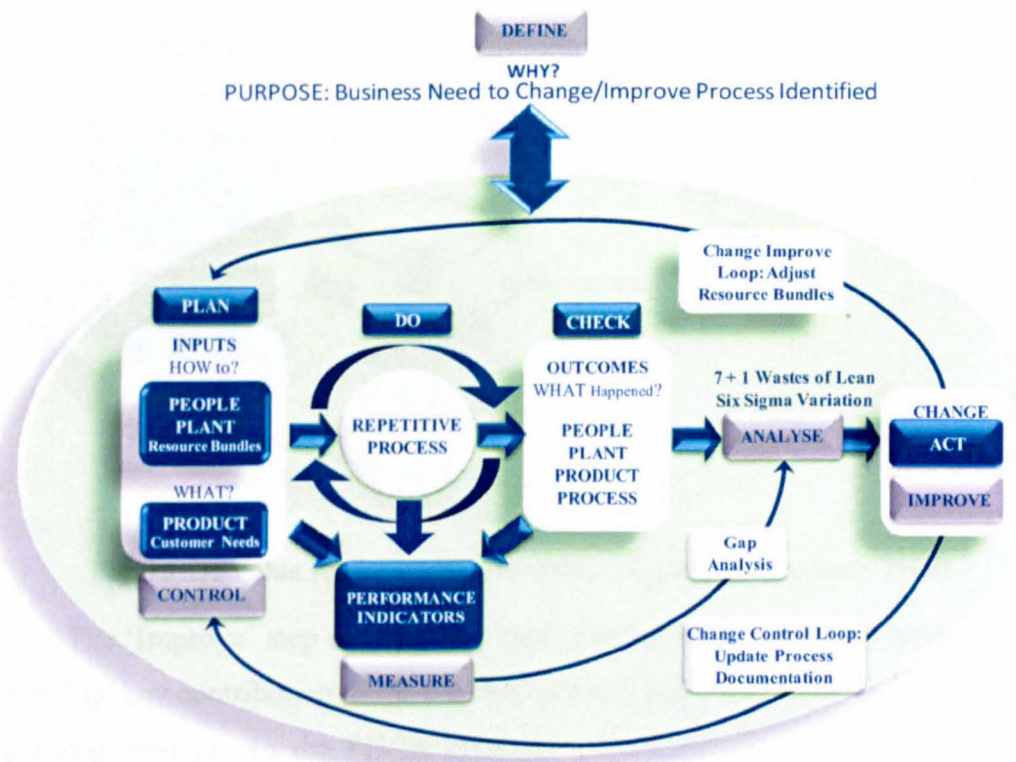 DEFINE
WHY?
PURPOSE: Business Need to Change/Improve Process Identified
Change Improve
Loop: Adjust
Resource Bundles
PLAN
INPUTS
HOW to?
PEOPLE
PLANT
Resource Bundles
WHAT?
PRODUCT
Customer Needs
CONTROL
DO
REPETITIVE
PROCESS
PERFORMANCE
INDICATORS
MEASURE
CHECK
OUTCOMES
WHAT Happened?
PEOPLE
PLANT
PRODUCT
PROCESS
7 + 1 Wastes of Lean
Six Sigma Variation
ANALYSE
CHANGE
ACT
IMPROVE
Gap
Analysis
Change Control Loop:
Update Process
Documentation